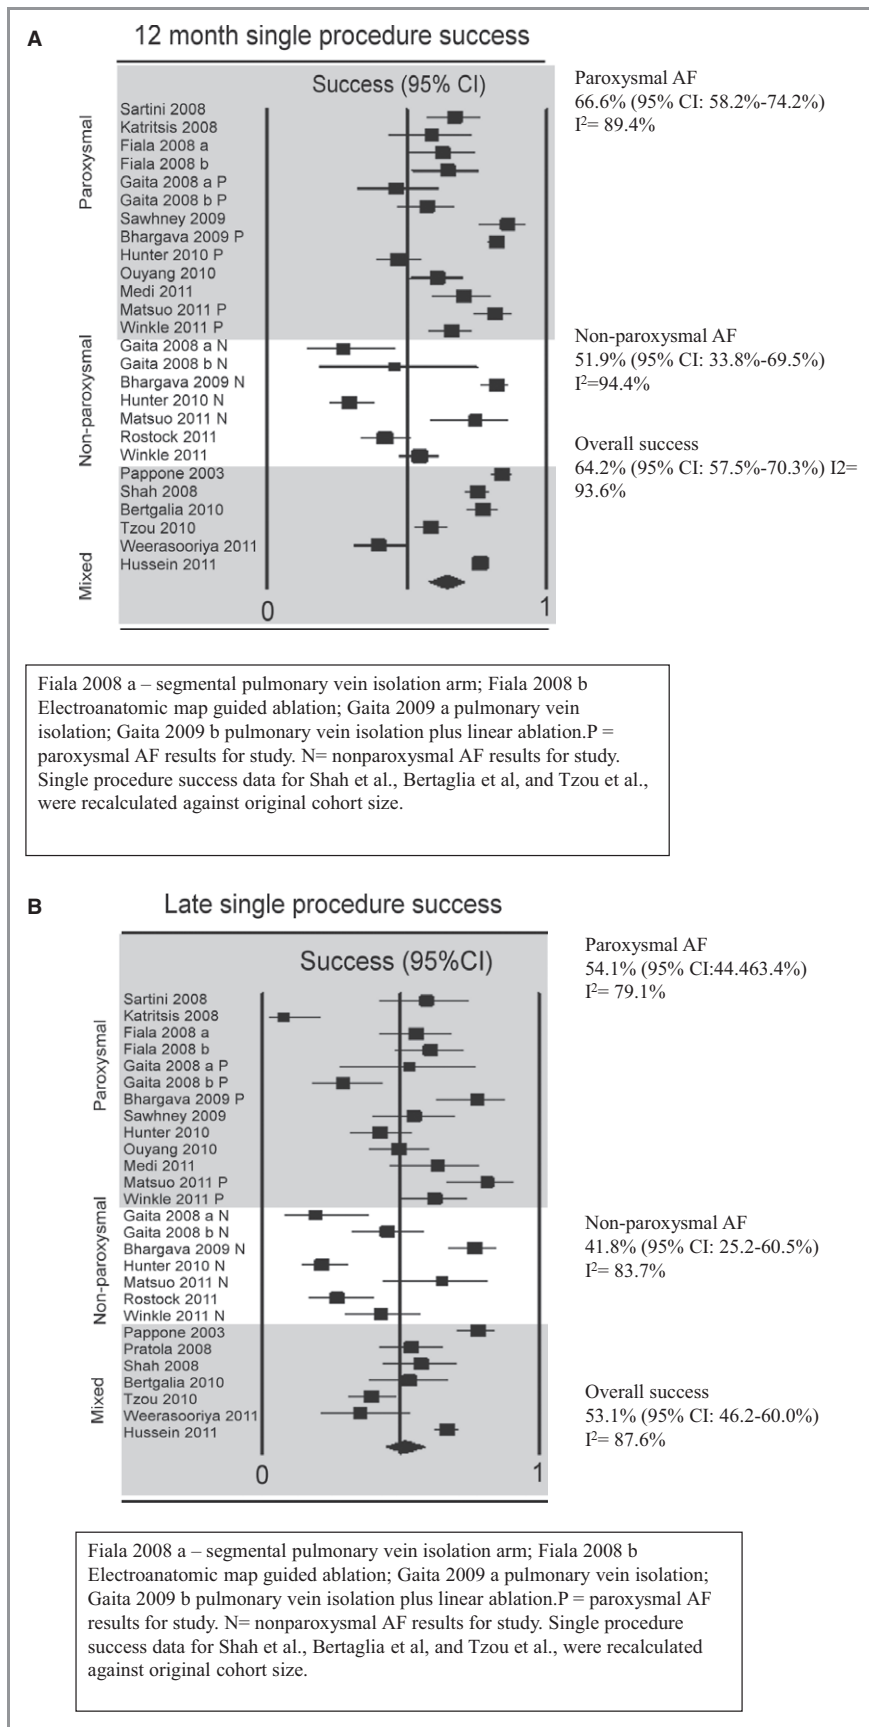 A
12 month single procedure success
Success (95% CI)
Paroxysmal
Sartini 2008
Katritsis 2008
Fiala 2008 a
Fiala 2008 b
Gaita 2008 a P
Gaita 2008 b P
Sawhney 2009
Bhargava 2009 P
Hunter 2010 P
Ouyang 2010
Medi 2011
Matsuo 2011 P
Winkle 2011 P
Non-paroxysmal
Gaita 2008 a N
Gaita 2008 b N
Bhargava 2009 N
Hunter 2010 N
Matsuo 2011 N
Rostock 2011
Winkle 2011
Mixed
Pappone 2003
Shah 2008
Bertgalia 2010
Tzou 2010
Weerasooriya 2011
Hussein 2011
0 1
Paroxysmal AF
66.6% (95% CI: 58.2%-74.2%)
I²= 89.4%
Non-paroxysmal AF
51.9% (95% CI: 33.8%-69.5%)
I²=94.4%
Overall success
64.2% (95% CI: 57.5%-70.3%) I2=
93.6%
Fiala 2008 a – segmental pulmonary vein isolation arm; Fiala 2008 b
Electroanatomic map guided ablation; Gaita 2009 a pulmonary vein
isolation; Gaita 2009 b pulmonary vein isolation plus linear ablation.P =
paroxysmal AF results for study. N= nonparoxysmal AF results for study.
Single procedure success data for Shah et al., Bertaglia et al, and Tzou et al.,
were recalculated against original cohort size.
B
Late single procedure success
Success (95%CI)
Paroxysmal
Sartini 2008
Katritsis 2008
Fiala 2008 a
Fiala 2008 b
Gaita 2008 a P
Gaita 2008 b P
Bhargava 2009 P
Sawhney 2009
Hunter 2010
Ouyang 2010
Medi 2011
Matsuo 2011 P
Winkle 2011 P
Non-paroxysmal
Gaita 2008 a N
Gaita 2008 b N
Bhargava 2009 N
Hunter 2010 N
Matsuo 2011 N
Rostock 2011
Winkle 2011 N
Mixed
Pappone 2003
Pratola 2008
Shah 2008
Bertgalia 2010
Tzou 2010
Weerasooriya 2011
Hussein 2011
0 1
Paroxysmal AF
54.1% (95% CI:44.463.4%)
I²= 79.1%
Non-paroxysmal AF
41.8% (95% CI: 25.2-60.5%)
I²= 83.7%
Overall success
53.1% (95% CI: 46.2-60.0%)
I²= 87.6%
Fiala 2008 a – segmental pulmonary vein isolation arm; Fiala 2008 b
Electroanatomic map guided ablation; Gaita 2009 a pulmonary vein isolation;
Gaita 2009 b pulmonary vein isolation plus linear ablation.P = paroxysmal AF
results for study. N= nonparoxysmal AF results for study. Single procedure
success data for Shah et al., Bertaglia et al, and Tzou et al., were recalculated
against original cohort size.